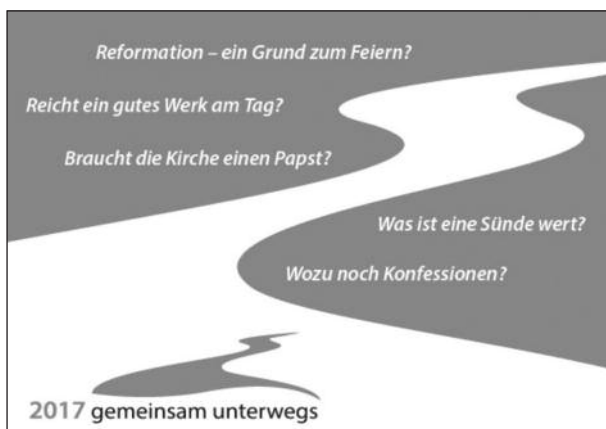 Reformation – ein Grund zum Feiern?
Reicht ein gutes Werk am Tag?
Braucht die Kirche einen Papst?
Was ist eine Sünde wert?
Wozu noch Konfessionen?
2017 gemeinsam unterwegs